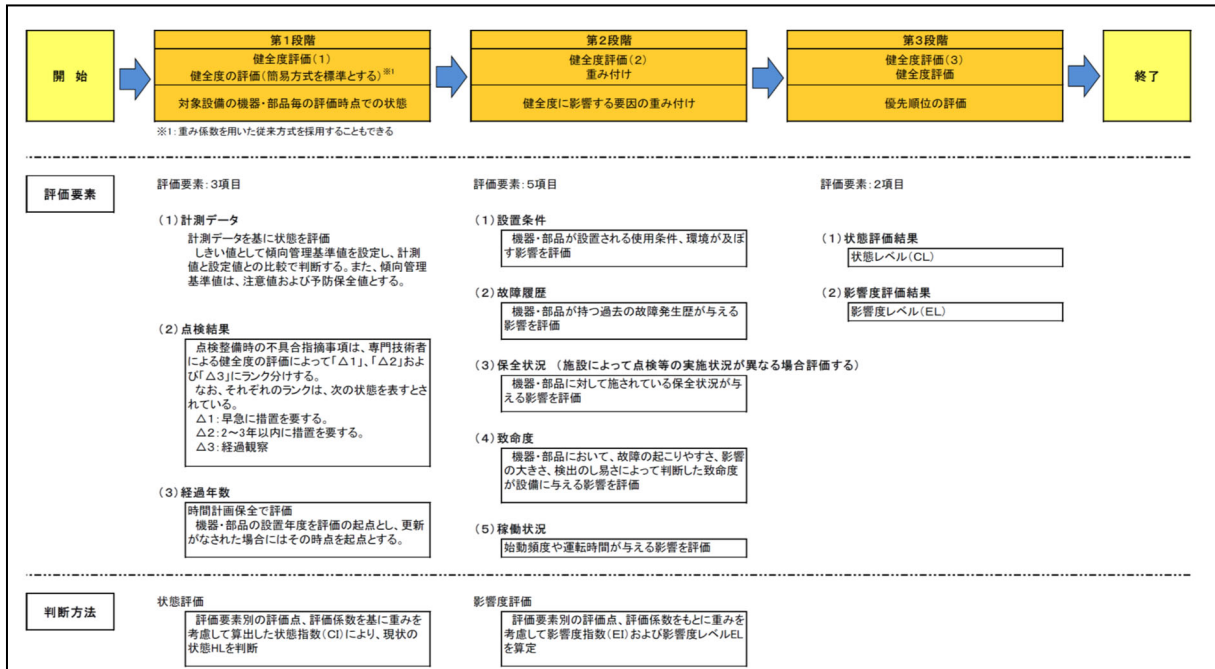 開 始
第1段階
健全度評価(1)
健全度の評価(簡易方式を標準とする)※1
対象設備の機器・部品毎の評価時点での状態
第2段階
健全度評価(2)
重み付け
健全度に影響する要因の重み付け
第3段階
健全度評価(3)
健全度評価
優先順位の評価
終了
※1:重み係数を用いた従来方式を採用することもできる
評価要素
評価要素:3項目
(1)計測データ
計測データを基に状態を評価
しきい値として傾向管理基準値を設定し、計測
値と設定値との比較で判断する。また、傾向管理
基準値は、注意値および予防保全値とする。
(2)点検結果
点検整備時の不具合指摘事項は、専門技術者
による健全度の評価によって「△1」、「△2」およ
び「△3」にランク分けする。
なお、それぞれのランクは、次の状態を表すとさ
れている。
△1:早急に措置を要する。
△2:2～3年以内に措置を要する。
△3:経過観察
(3)経過年数
時間計画保全で評価
機器・部品の設置年度を評価の起点とし、更新
がなされた場合にはその時点を起点とする。
評価要素:5項目
(1)設置条件
機器・部品が設置される使用条件、環境が及ぼ
す影響を評価
(2)故障履歴
機器・部品が持つ過去の故障発生歴が与える
影響を評価
(3)保全状況 (施設によって点検等の実施状況が異なる場合評価する)
機器・部品に対して施されている保全状況が与
える影響を評価
(4)致命度
機器・部品において、故障の起こりやすさ、影響
の大きさ、検出のし易さによって判断した致命度
が設備に与える影響を評価
(5)稼働状況
始動頻度や運転時間が与える影響を評価
評価要素:2項目
(1)状態評価結果
状態レベル(CL)
(2)影響度評価結果
影響度レベル(EL)
判断方法
状態評価
評価要素別の評価点、評価係数を基に重みを
考慮して算出した状態指数(CI)により、現状の
状態HLを判断
影響度評価
評価要素別の評価点、評価係数をもとに重みを
考慮して影響度指数(EI)および影響度レベルEL
を算定